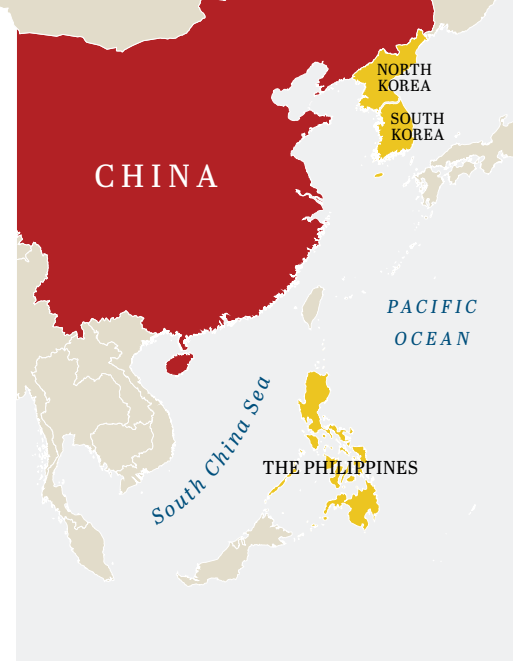 NORTH
KOREA
SOUTH
KOREA
CHINA
PACIFIC
OCEAN
South China Sea
THE PHILIPPINES